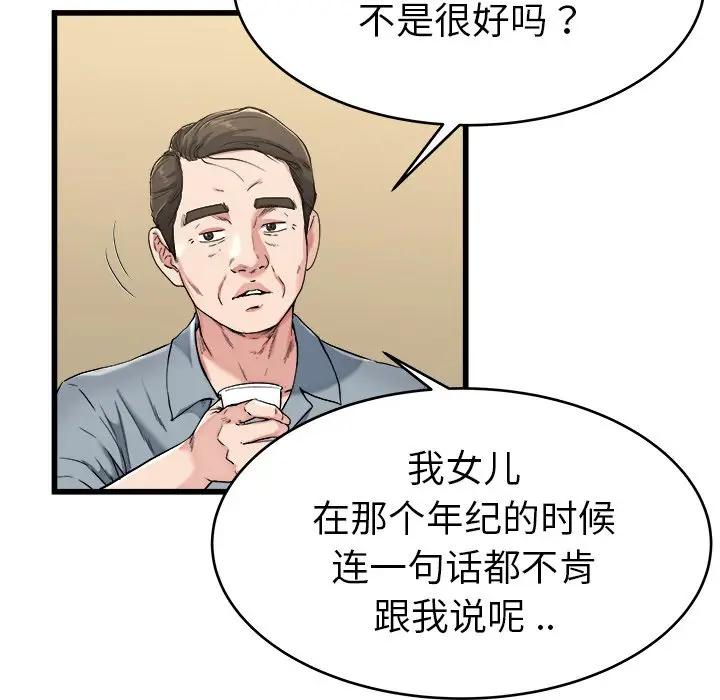 不是很好吗？
我女儿
在那个年纪的时候
连一句话都不肯
跟我说呢..